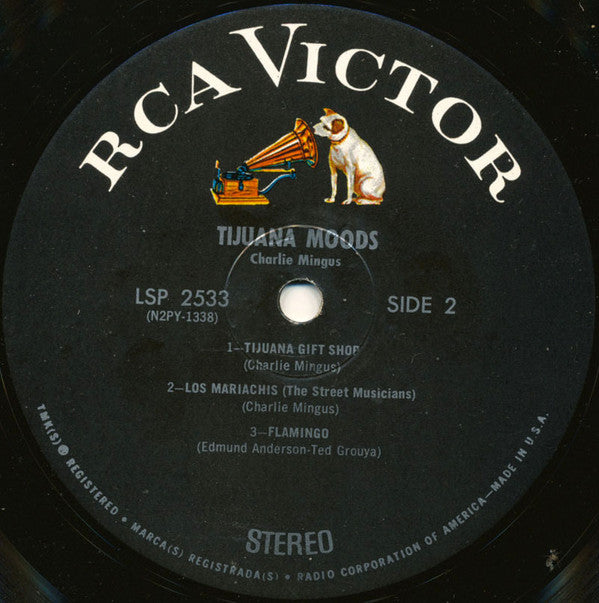 RCA VICTOR
TIJUANA MOODS
Charlie Mingus
LSP 2533
(N2PY-1338)
SIDE 2
1—TIJUANA GIFT SHOP
(Charlie Mingus)
2—LOS MARIACHIS (The Street Musicians)
(Charlie Mingus)
3—FLAMINGO
(Edmund Anderson-Ted Grouya)
STEREO
TMK(S) ® REGISTERED • MARCA(S) REGISTRADA(S) • RADIO CORPORATION OF AMERICA—MADE IN U.S.A.